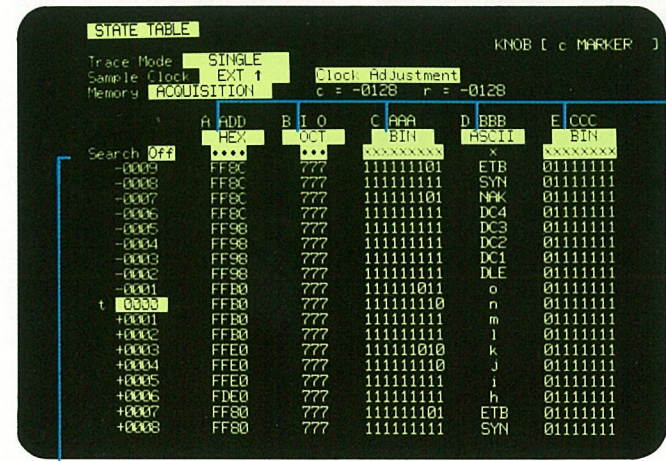 STATE TABLE
KNOB [ c MARKER ]
Trace Mode SINGLE
Sample Clock EXT ↑ Clock Adjustment
Memory ACQUISITION c = -0128 r = -0128
A ADD B I O C AAA D BBB E CCC
HEX OCT BIN ASCII BIN
Search Off •••• ••• xxxxxxxxx x xxxxxxxx
-0009 FF8C 777 111111101 ETB 01111111
-0008 FF8C 777 111111111 SYN 01111111
-0007 FF8C 777 111111101 NAK 01111111
-0006 FF8C 777 111111111 DC4 01111111
-0005 FF98 777 111111111 DC3 01111111
-0004 FF98 777 111111111 DC2 01111111
-0003 FF98 777 111111111 DC1 01111111
-0002 FF98 777 111111111 DLE 01111111
-0001 FFB0 777 111111011 o 01111111
t 0000 FFB0 777 111111110 n 01111111
+0001 FFB0 777 111111111 m 01111111
+0002 FFB0 777 111111111 l 01111111
+0003 FFE0 777 111111010 k 01111111
+0004 FFE0 777 111111110 j 01111111
+0005 FFE0 777 111111111 i 01111111
+0006 FDE0 777 111111111 h 01111111
+0007 FF80 777 111111101 ETB 01111111
+0008 FF80 777 111111111 SYN 01111111